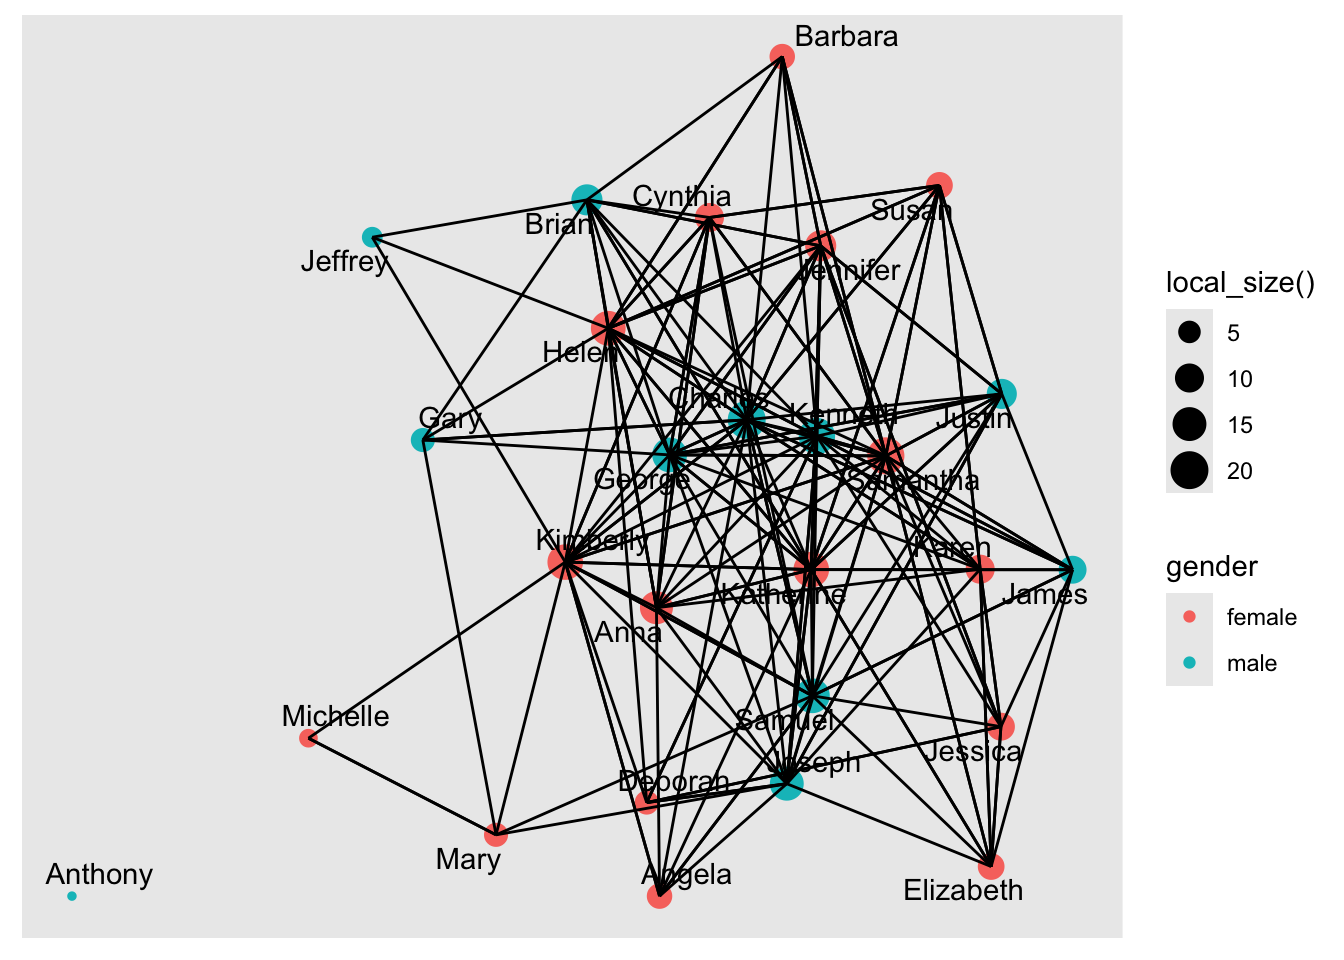 Barbara
Cynthia
Susan
Brian
Jeffrey
Jennifer
Helen
Charles
Kenneth
Gary
Justin
George
Samantha
Kimberly
Karen
Katherine
James
Anna
Michelle
Samuel
Jessica
Joseph
Deborah
Mary
Anthony
Angela
Elizabeth
local_size()
5
10
15
20
gender
female
male